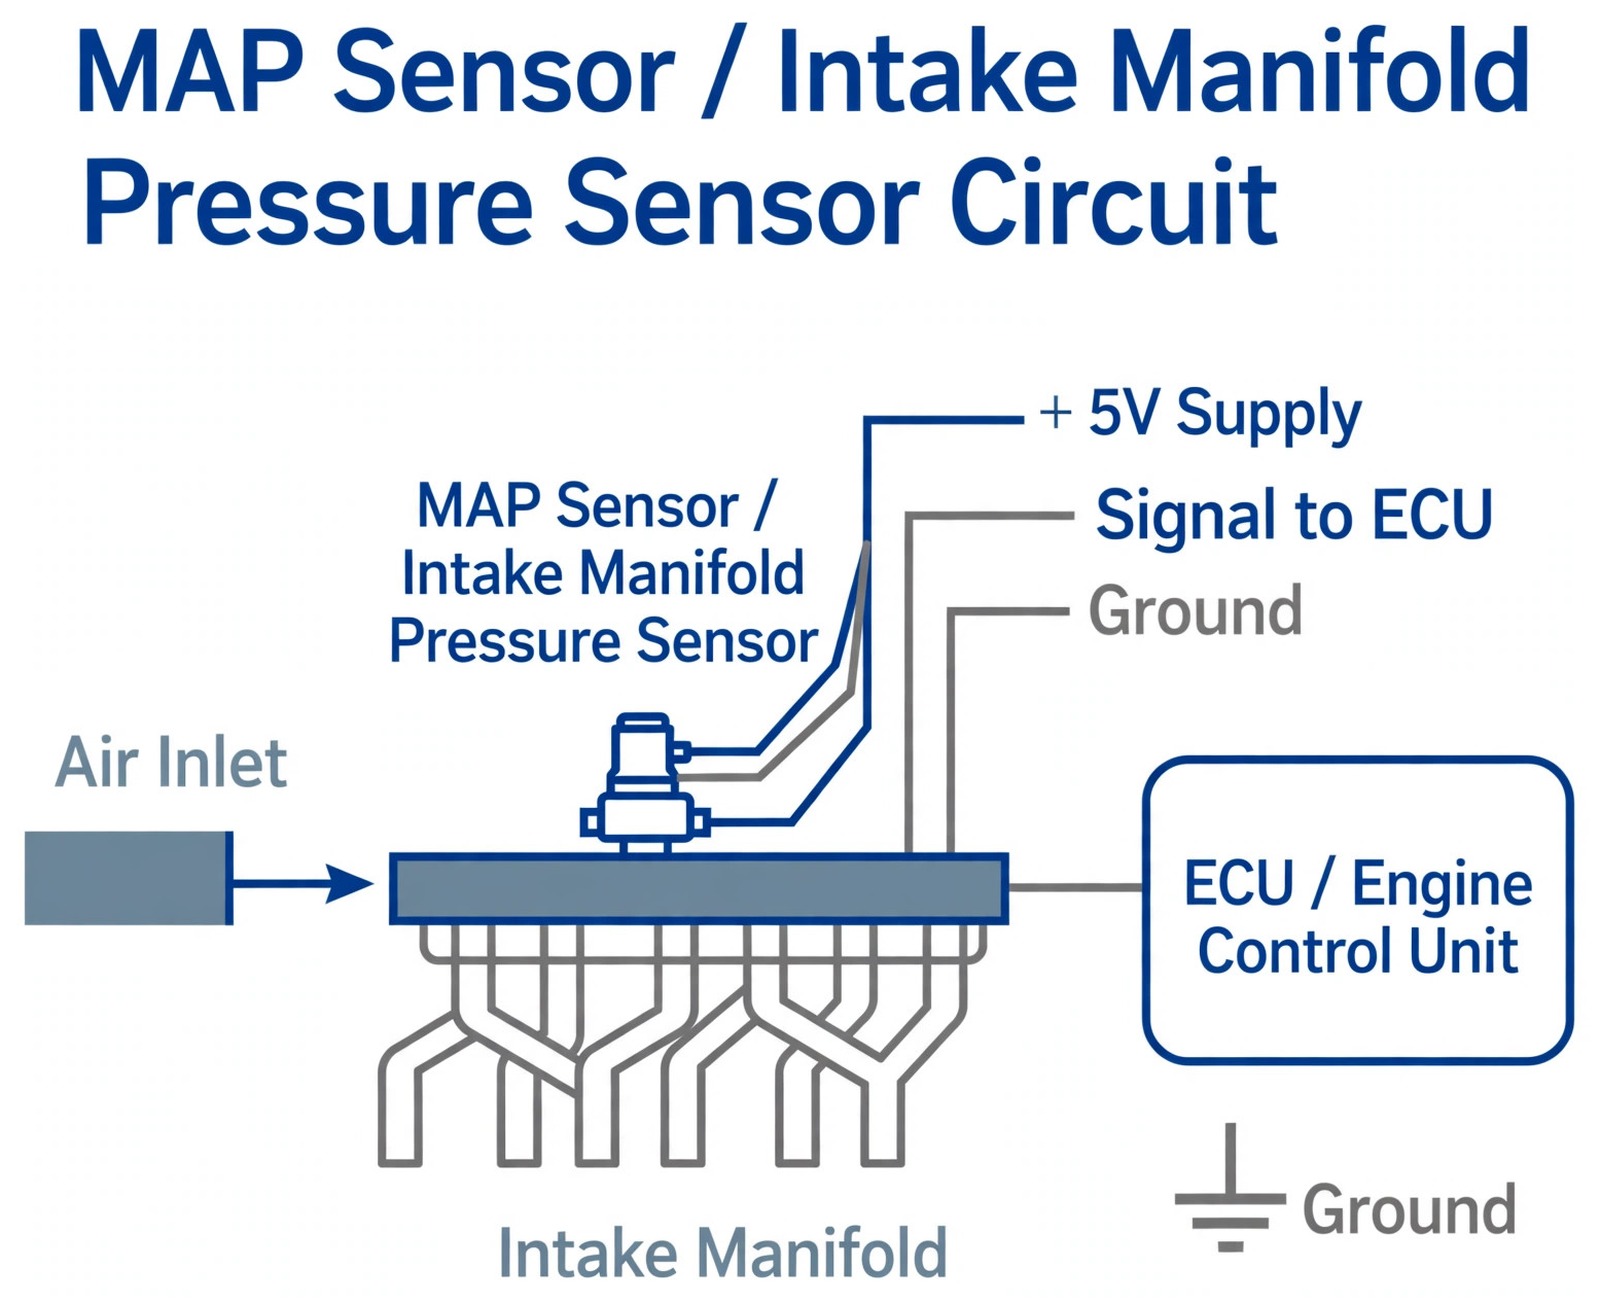 MAP Sensor / Intake Manifold
Pressure Sensor Circuit
+ 5V Supply
MAP Sensor /
Intake Manifold
Pressure Sensor
Signal to ECU
Ground
Air Inlet
ECU / Engine
Control Unit
Ground
Intake Manifold